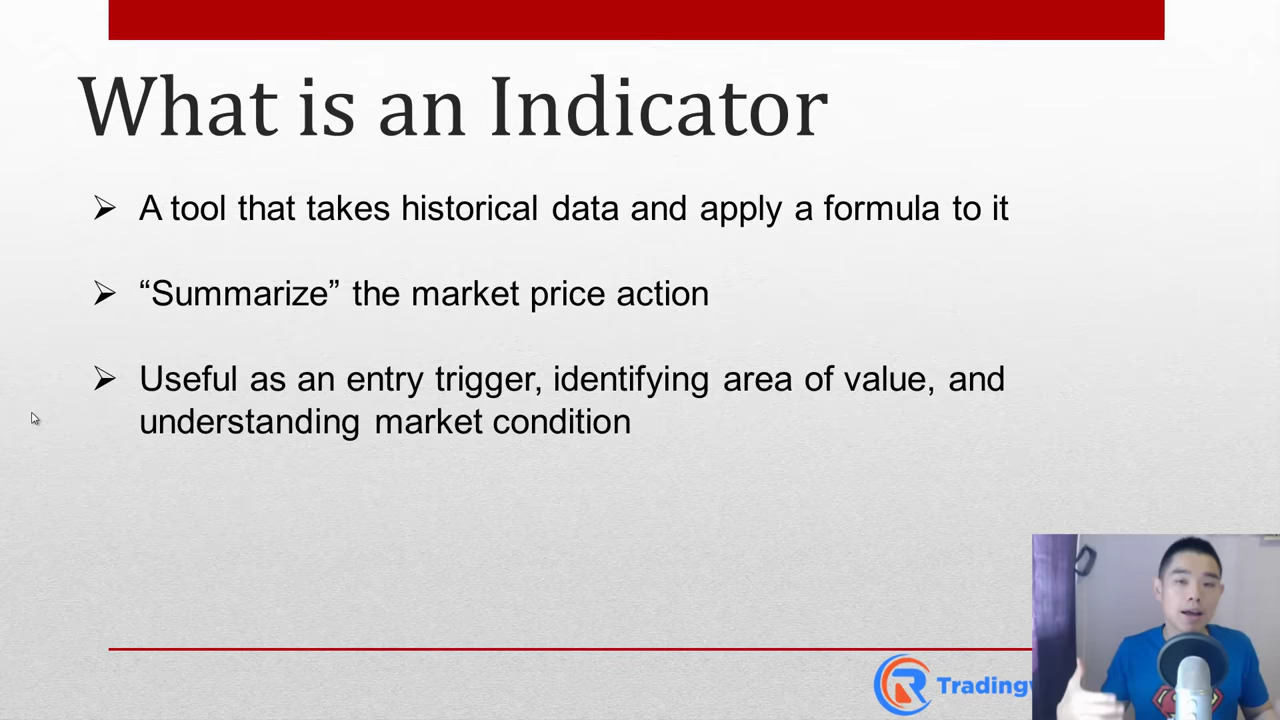 What is an Indicator
➢ A tool that takes historical data and apply a formula to it
➢ “Summarize” the market price action
➢ Useful as an entry trigger, identifying area of value, and
understanding market condition